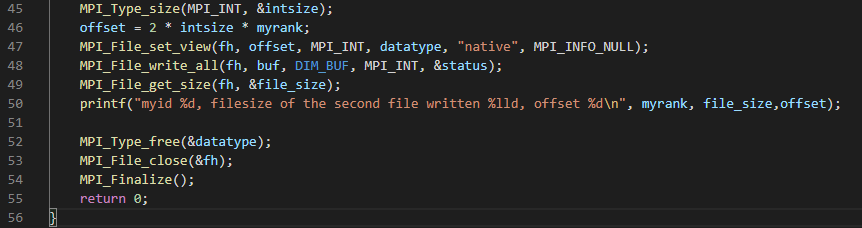 45 MPI_Type_size(MPI_INT, &intsize);
46 offset = 2 * intsize * myrank;
47 MPI_File_set_view(fh, offset, MPI_INT, datatype, "native", MPI_INFO_NULL);
48 MPI_File_write_all(fh, buf, DIM_BUF, MPI_INT, &status);
49 MPI_File_get_size(fh, &file_size);
50 printf("myid %d, filesize of the second file written %lld, offset %d\n", myrank, file_size,offset);
51
52 MPI_Type_free(&datatype);
53 MPI_File_close(&fh);
54 MPI_Finalize();
55 return 0;
56 }